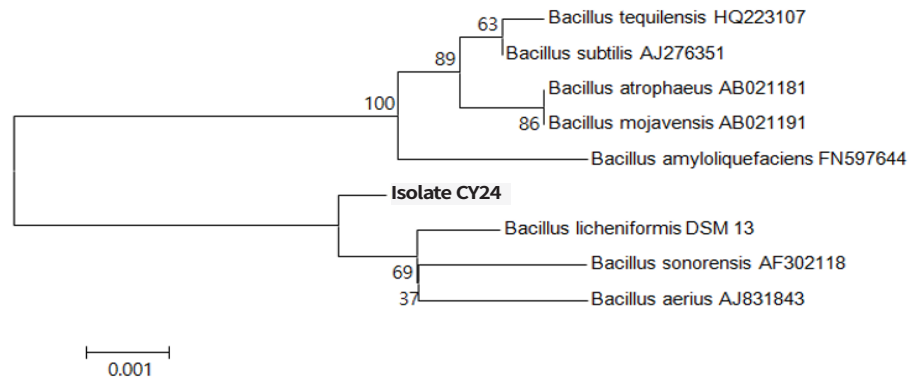 63
Bacillus tequilensis HQ223107
Bacillus subtilis AJ276351
89
Bacillus atrophaeus AB021181
100
86
Bacillus mojavensis AB021191
Bacillus amyloliquefaciens FN597644
Isolate CY24
Bacillus licheniformis DSM 13
Bacillus sonorensis AF302118
69
37
Bacillus aerius AJ831843
0.001